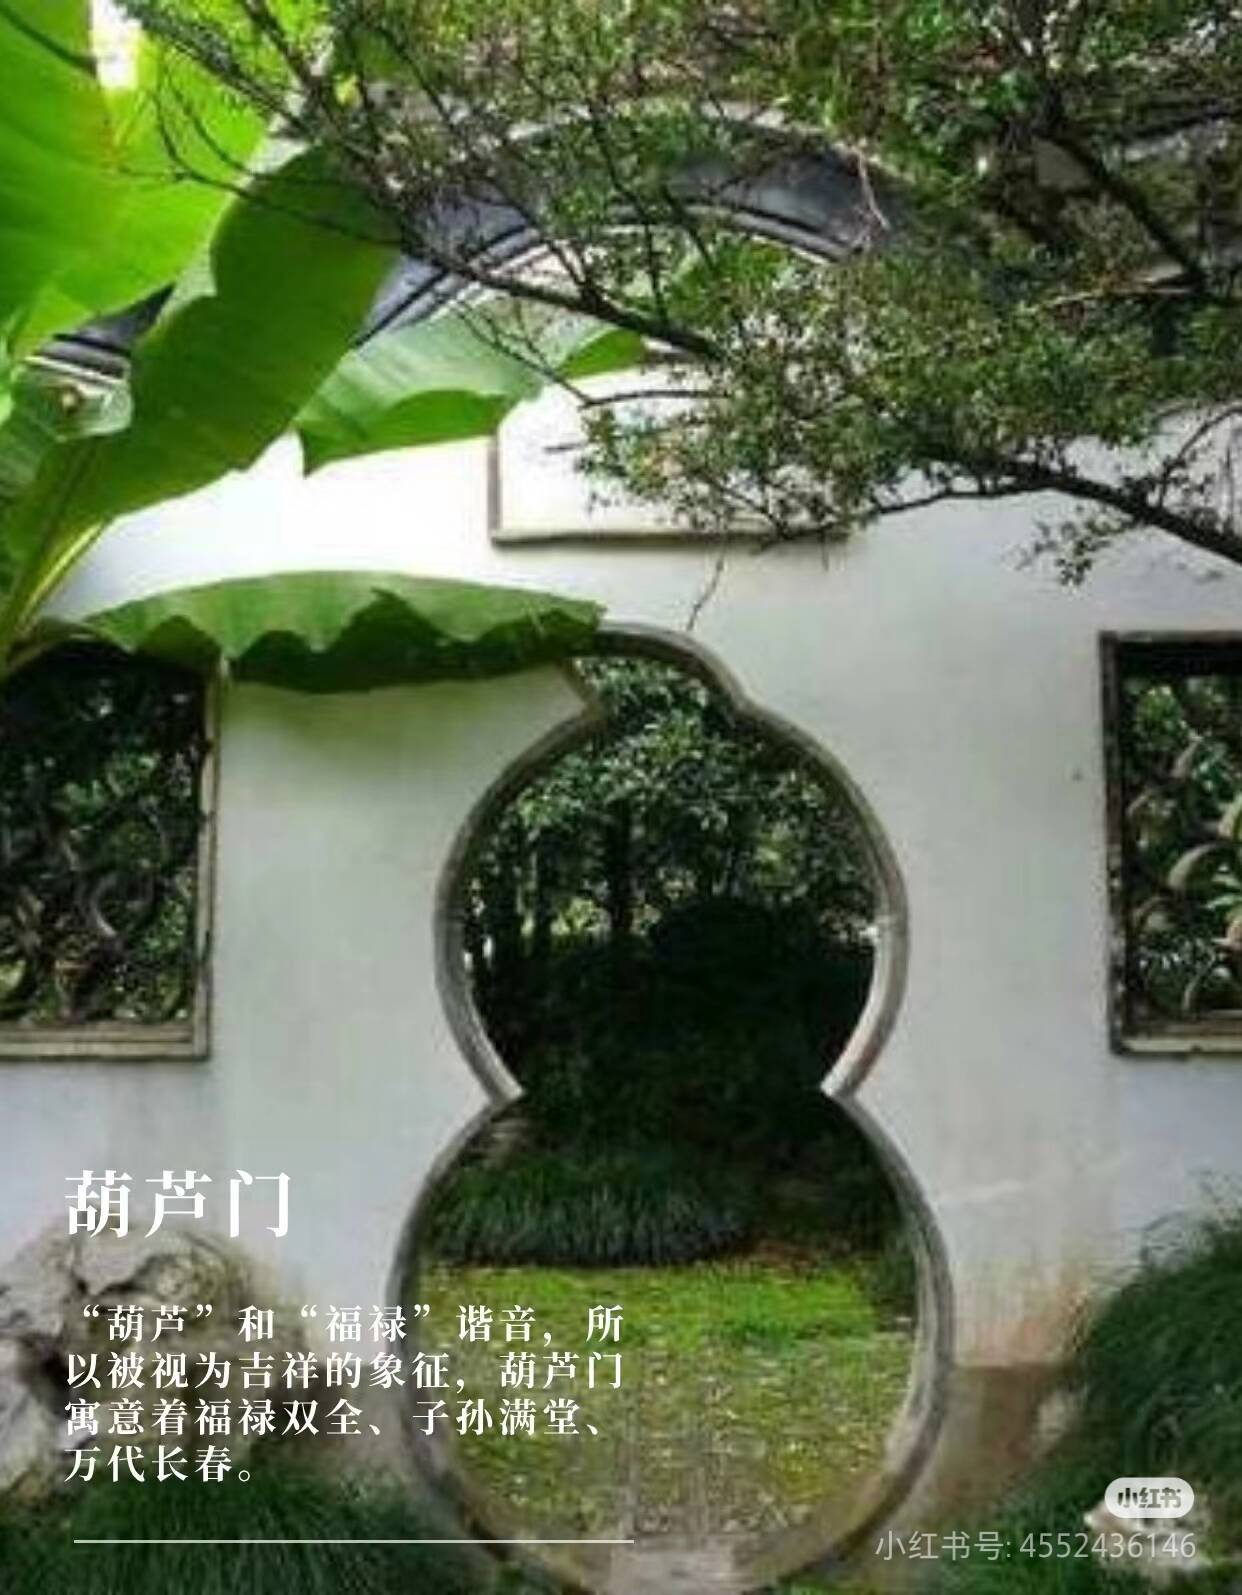 葫芦门
“葫芦”和“福禄”谐音，所
以被视为吉祥的象征，葫芦门
寓意着福禄双全、子孙满堂、
万代长春。
小红书
小红书号: 4552436146